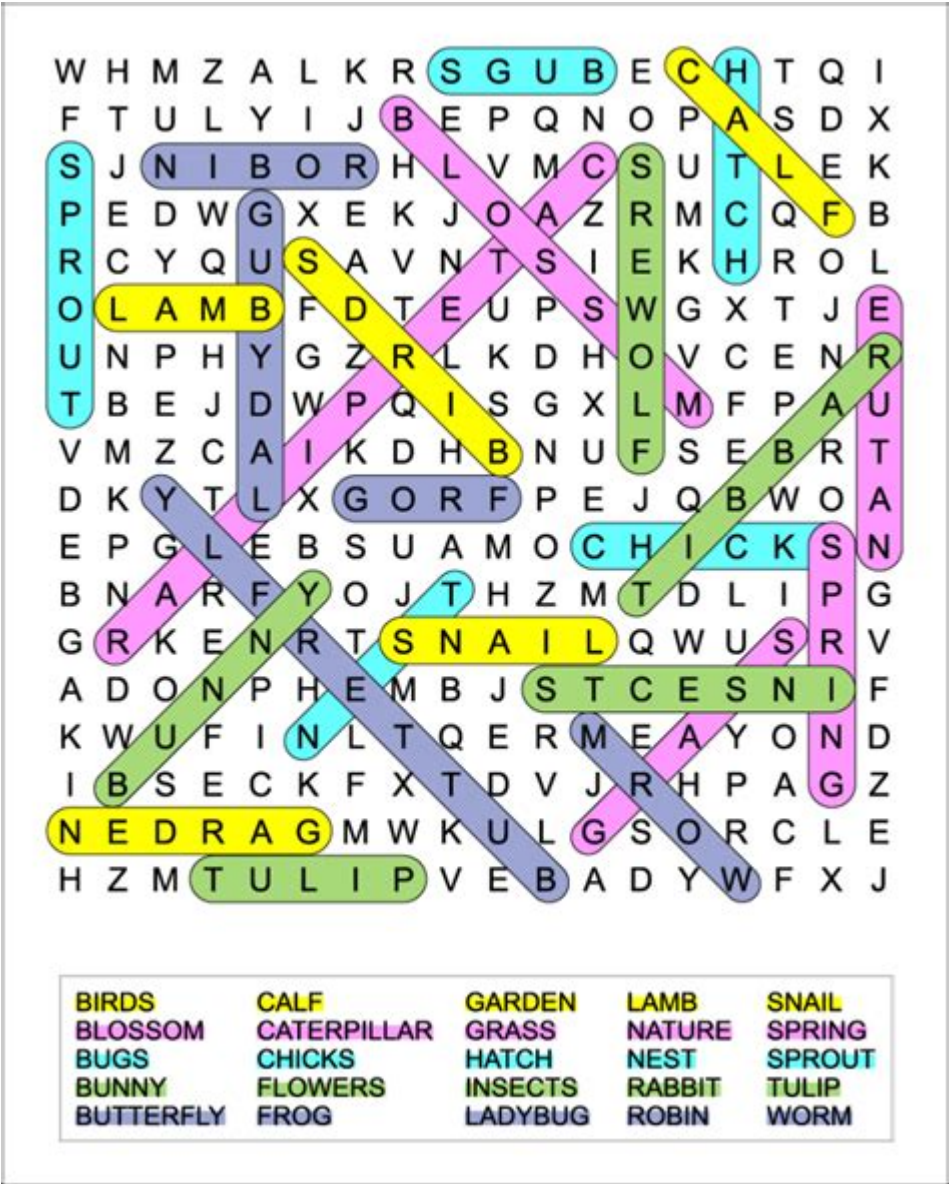 W H M Z A L K R S G U B E C H T Q I
F T U L Y I J B E P Q N O P A S D X
S J N I B O R H L V M C S U T L E K
P E D W G X E K J O A Z R M C Q F B
R C Y Q U S A V N T S I E K H R O L
O L A M B F D T E U P S W G X T J E
U N P H Y G Z R L K D H O V C E N R
T B E J D W P Q I S G X L M F P A U
V M Z C A I K D H B N U F S E B R T
D K Y T L X G O R F P E J Q B W O A
E P G L E B S U A M O C H I C K S N
B N A R F Y O J T H Z M T D L I P G
G R K E N R T S N A I L Q W U S R V
A D O N P H E M B J S T C E S N I F
K W U F I N L T Q E R M E A Y O N D
I B S E C K F X T D V J R H P A G Z
N E D R A G M W K U L G S O R C L E
H Z M T U L I P V E B A D Y W F X J
BIRDS CALF GARDEN LAMB SNAIL
BLOSSOM CATERPILLAR GRASS NATURE SPRING
BUGS CHICKS HATCH NEST SPROUT
BUNNY FLOWERS INSECTS RABBIT TULIP
BUTTERFLY FROG LADYBUG ROBIN WORM